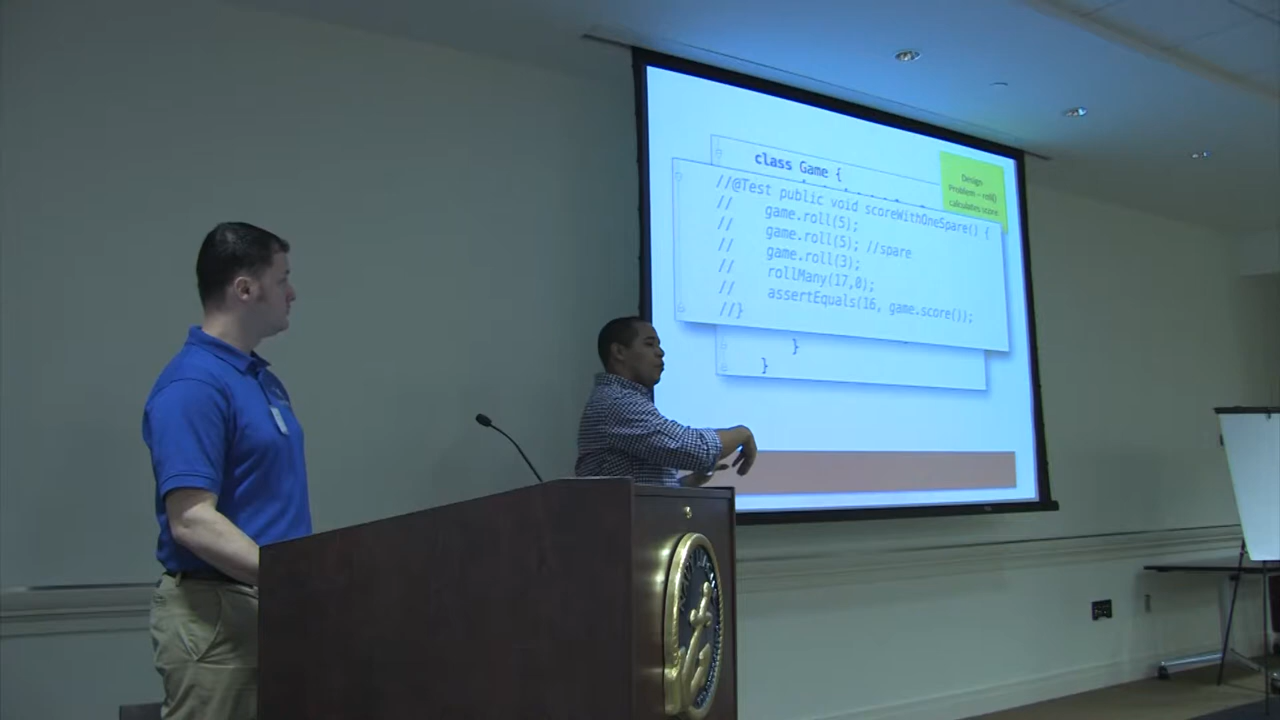 class Game {
Design
Problem - roll()
calculates score
//@Test public void scoreWithOneSpare() {
// game.roll(5);
// game.roll(5); //spare
// game.roll(3);
// rollMany(17,0);
// assertEquals(16, game.score());
//}
}
}